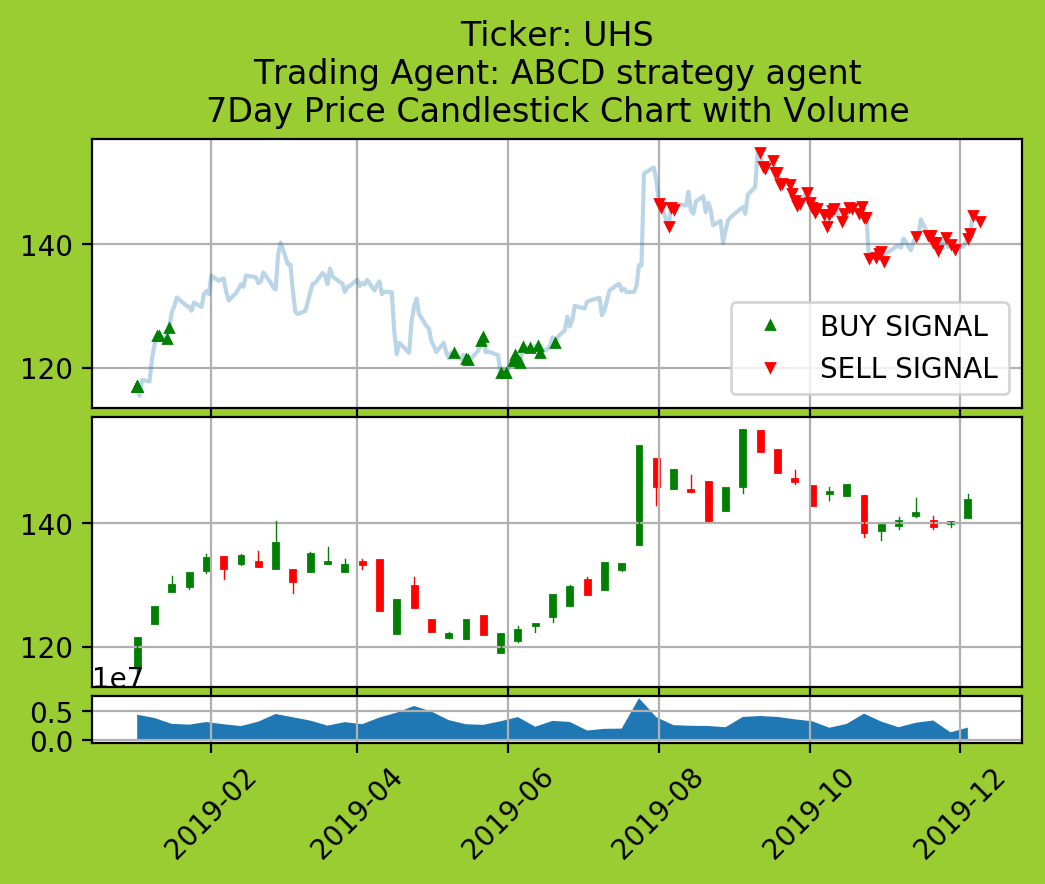 Ticker: UHS
Trading Agent: ABCD strategy agent
7Day Price Candlestick Chart with Volume
140
120
BUY SIGNAL
SELL SIGNAL
140
120
1e7
0.5
0.0
2019-02
2019-04
2019-06
2019-08
2019-10
2019-12